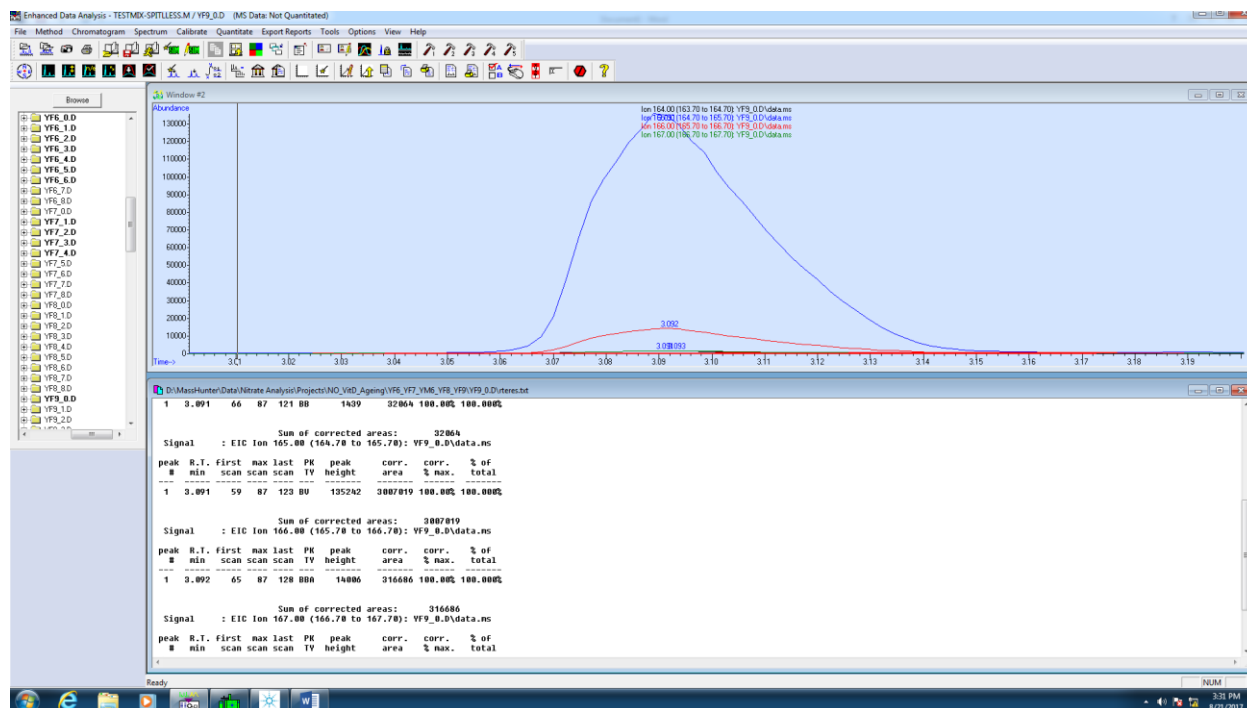 Enhanced Data Analysis - TESTMIX-SPITLLESS.M / YF9_0.D (MS Data: Not Quantitated)
File Method Chromatogram Spectrum Calibrate Quantitate Export Reports Tools Options View Help
Browse
YF6_0.D
YF6_1.D
YF6_2.D
YF6_3.D
YF6_4.D
YF6_5.D
YF6_6.D
YF6_7.D
YF6_8.D
YF7_0.D
YF7_1.D
YF7_2.D
YF7_3.D
YF7_4.D
YF7_5.D
YF7_6.D
YF7_7.D
YF7_8.D
YF8_0.D
YF8_1.D
YF8_2.D
YF8_3.D
YF8_4.D
YF8_5.D
YF8_6.D
YF8_7.D
YF8_8.D
YF9_0.D
YF9_1.D
YF9_2.D
Window #2
Abundance
Ion 164.00 (163.70 to 164.70): YF9_0.D\data.ms
(164.70 to 165.70): YF9_0.D\data.ms
Ion 166.00 (165.70 to 166.70): YF9_0.D\data.ms
Ion 167.00 (166.70 to 167.70): YF9_0.D\data.ms
130000
120000
110000
100000
90000
80000
70000
60000
50000
40000
30000
20000
10000
0
3.092
Time-->
3.01 3.02 3.03 3.04 3.05 3.06 3.07 3.08 3.09 3.10 3.11 3.12 3.13 3.14 3.15 3.16 3.17 3.18 3.19
D:\MassHunter\Data\Nitrate Analysis\Projects\NO_VitD_Ageing\YF6_YF7_YM6_YF8_YF9\YF9_0.D\rteres.txt
1 3.091 66 87 121 BB 1439 32064 100.00% 100.000%
Sum of corrected areas: 32064
Signal : EIC Ion 165.00 (164.70 to 165.70): YF9_0.D\data.ms
peak R.T. first max last PK peak corr. corr. % of
# min scan scan scan TY height area % max. total
--- ----- ----- ---- ---- --- ------- ------- ------ -------
1 3.091 59 87 123 BV 135242 3007019 100.00% 100.000%
Sum of corrected areas: 3007019
Signal : EIC Ion 166.00 (165.70 to 166.70): YF9_0.D\data.ms
peak R.T. first max last PK peak corr. corr. % of
# min scan scan scan TY height area % max. total
--- ----- ----- ---- ---- --- ------- ------- ------ -------
1 3.092 65 87 128 BBA 14006 316686 100.00% 100.000%
Sum of corrected areas: 316686
Signal : EIC Ion 167.00 (166.70 to 167.70): YF9_0.D\data.ms
peak R.T. first max last PK peak corr. corr. % of
# min scan scan scan TY height area % max. total
Ready
NUM
3:31 PM
8/21/2017